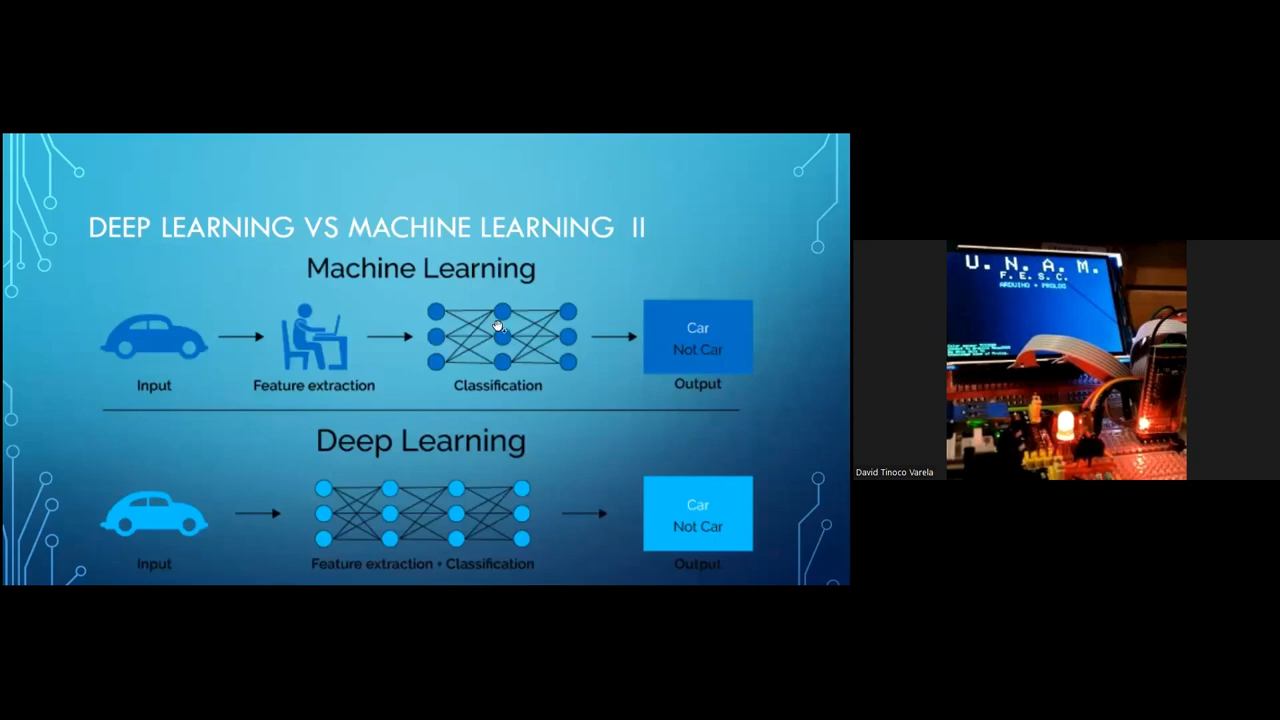 DEEP LEARNING VS MACHINE LEARNING II
Machine Learning
Input
Feature extraction
Classification
Car
Not Car
Output
Deep Learning
Input
Feature extraction + Classification
Car
Not Car
Output
U. N. A. M.
F. E. S. C.
ARDUINO + PROLOG
David Tinoco Varela